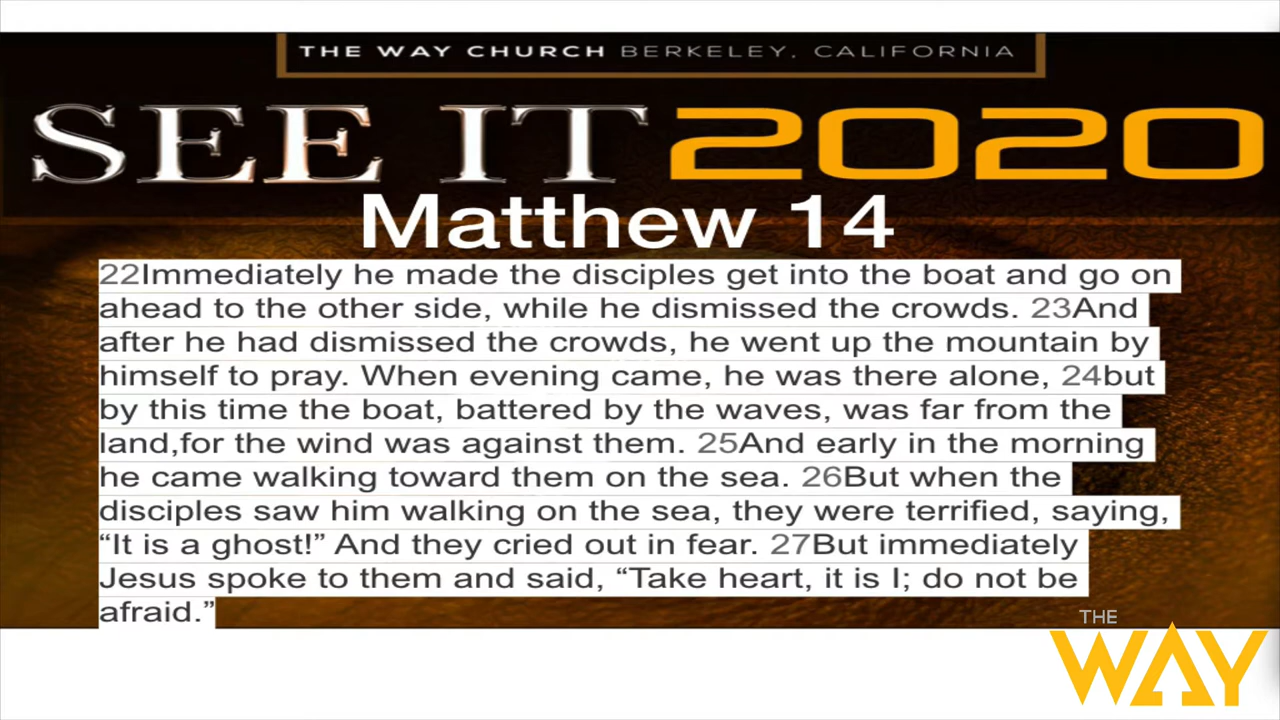 THE WAY CHURCH BERKELEY, CALIFORNIA
SEE IT 2020
Matthew 14
22Immediately he made the disciples get into the boat and go on
ahead to the other side, while he dismissed the crowds. 23And
after he had dismissed the crowds, he went up the mountain by
himself to pray. When evening came, he was there alone, 24but
by this time the boat, battered by the waves, was far from the
land,for the wind was against them. 25And early in the morning
he came walking toward them on the sea. 26But when the
disciples saw him walking on the sea, they were terrified, saying,
“It is a ghost!” And they cried out in fear. 27But immediately
Jesus spoke to them and said, “Take heart, it is I; do not be
afraid.”
THE
WAY